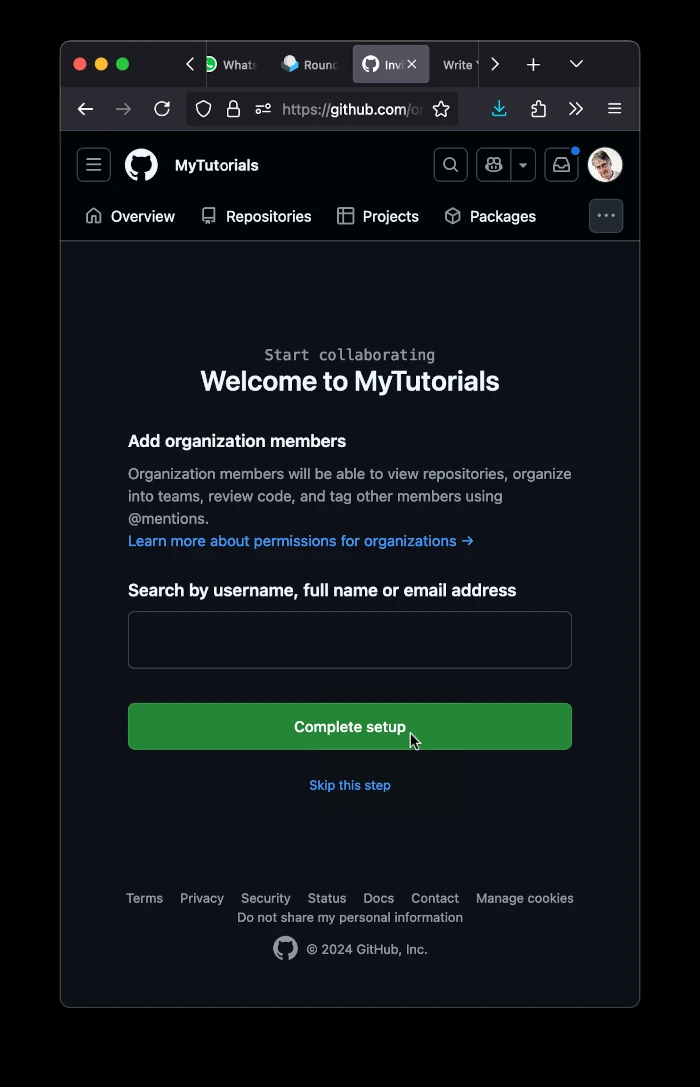 Whats Roun Invi Write
https://github.com/or
MyTutorials
Overview Repositories Projects Packages
Start collaborating
Welcome to MyTutorials
Add organization members
Organization members will be able to view repositories, organize
into teams, review code, and tag other members using
@mentions.
Learn more about permissions for organizations →
Search by username, full name or email address
Complete setup
Skip this step
Terms Privacy Security Status Docs Contact Manage cookies
Do not share my personal information
© 2024 GitHub, Inc.